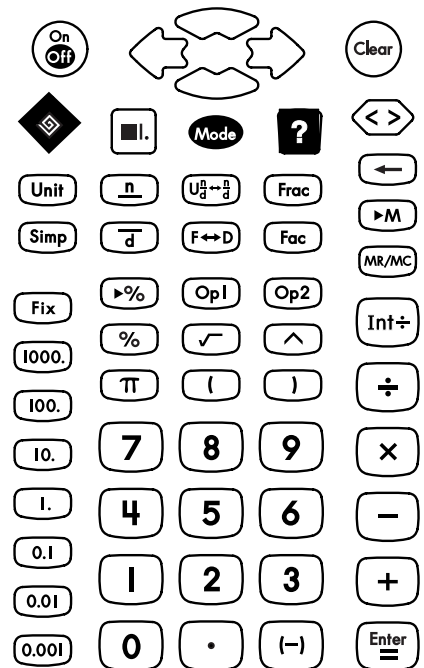 On
Off
Clear
Mode
?
< >
←
Unit
n
U n/d ↔ n/d
Frac
►M
Simp
d
F↔D
Fac
MR/MC
►%
Op1
Op2
Fix
Int÷
%
√
^
1000.
π
(
)
÷
100.
7
8
9
×
10.
4
5
6
−
1.
0.1
1
2
3
+
0.01
0
.
(−)
Enter
=
0.001